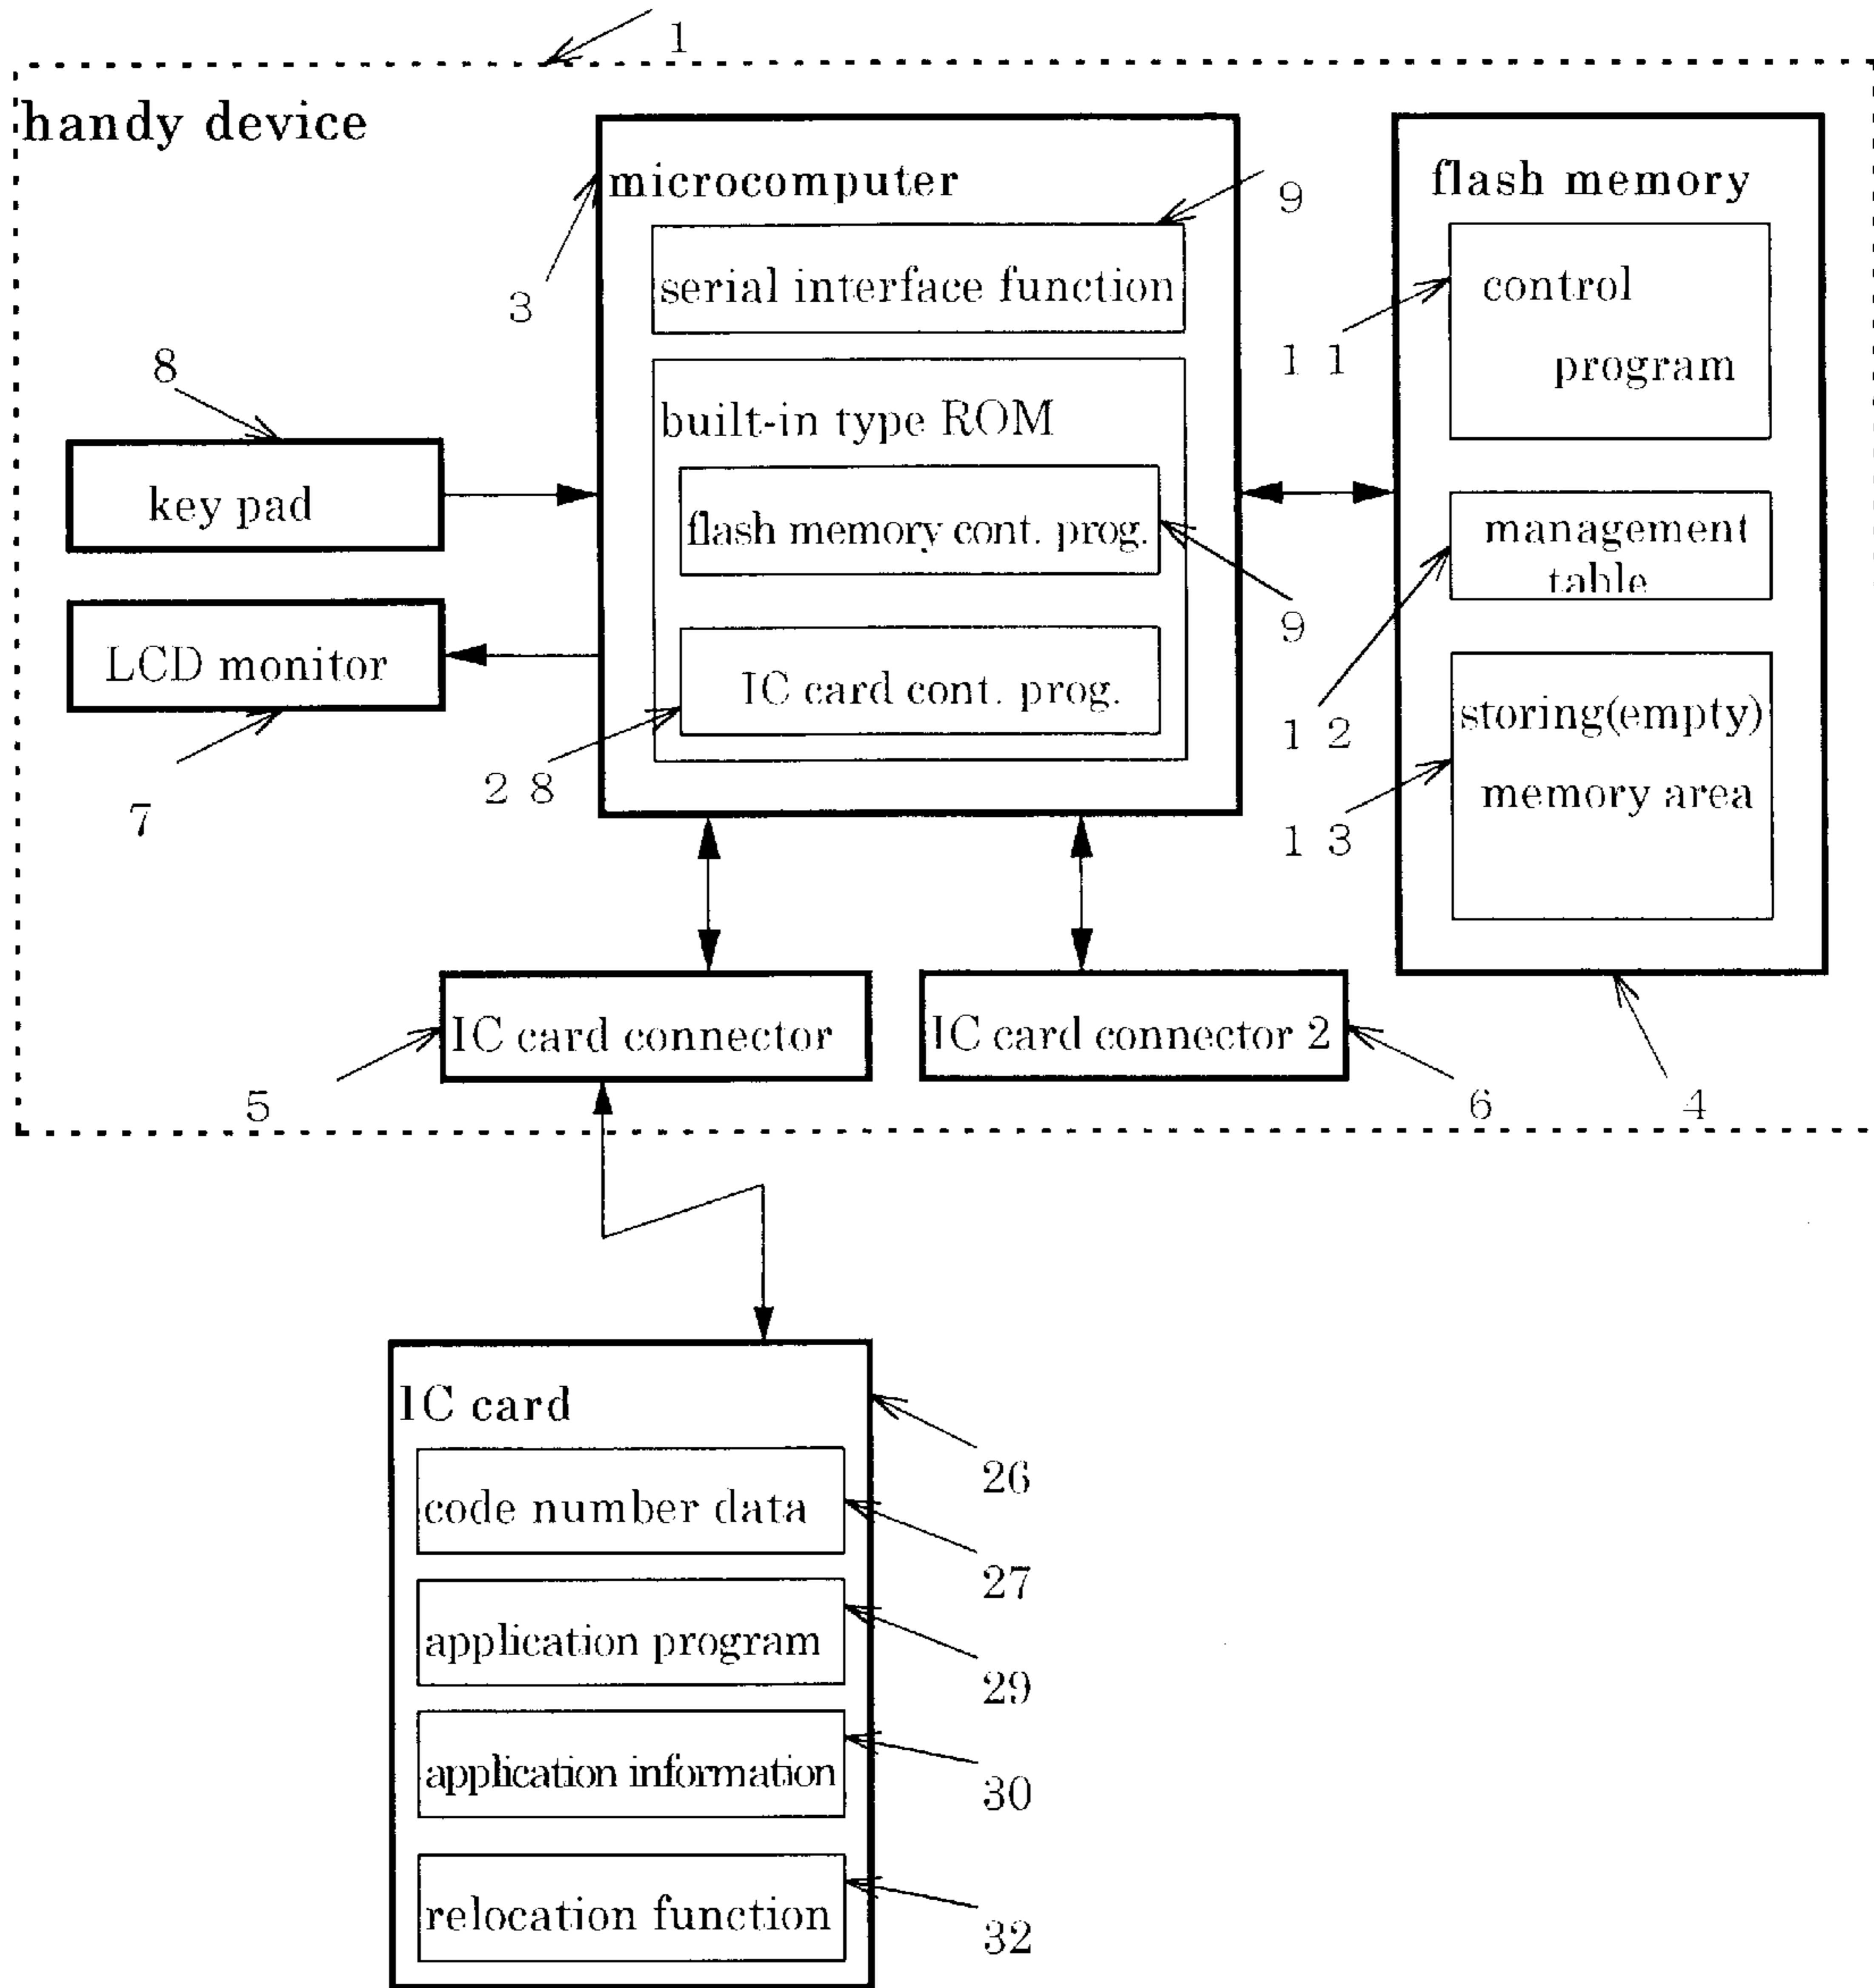 1
handy device
microcomputer
9
flash memory
serial interface function
3
control
program
1 1
8
built-in type ROM
key pad
flash memory cont. prog.
9
management
table
LCD monitor
IC card cont. prog.
1 2
storing(empty)
memory area
2 8
7
1 3
IC card connector
IC card connector 2
5
6
4
IC card
26
code number data
27
application program
29
application information
30
relocation function
32